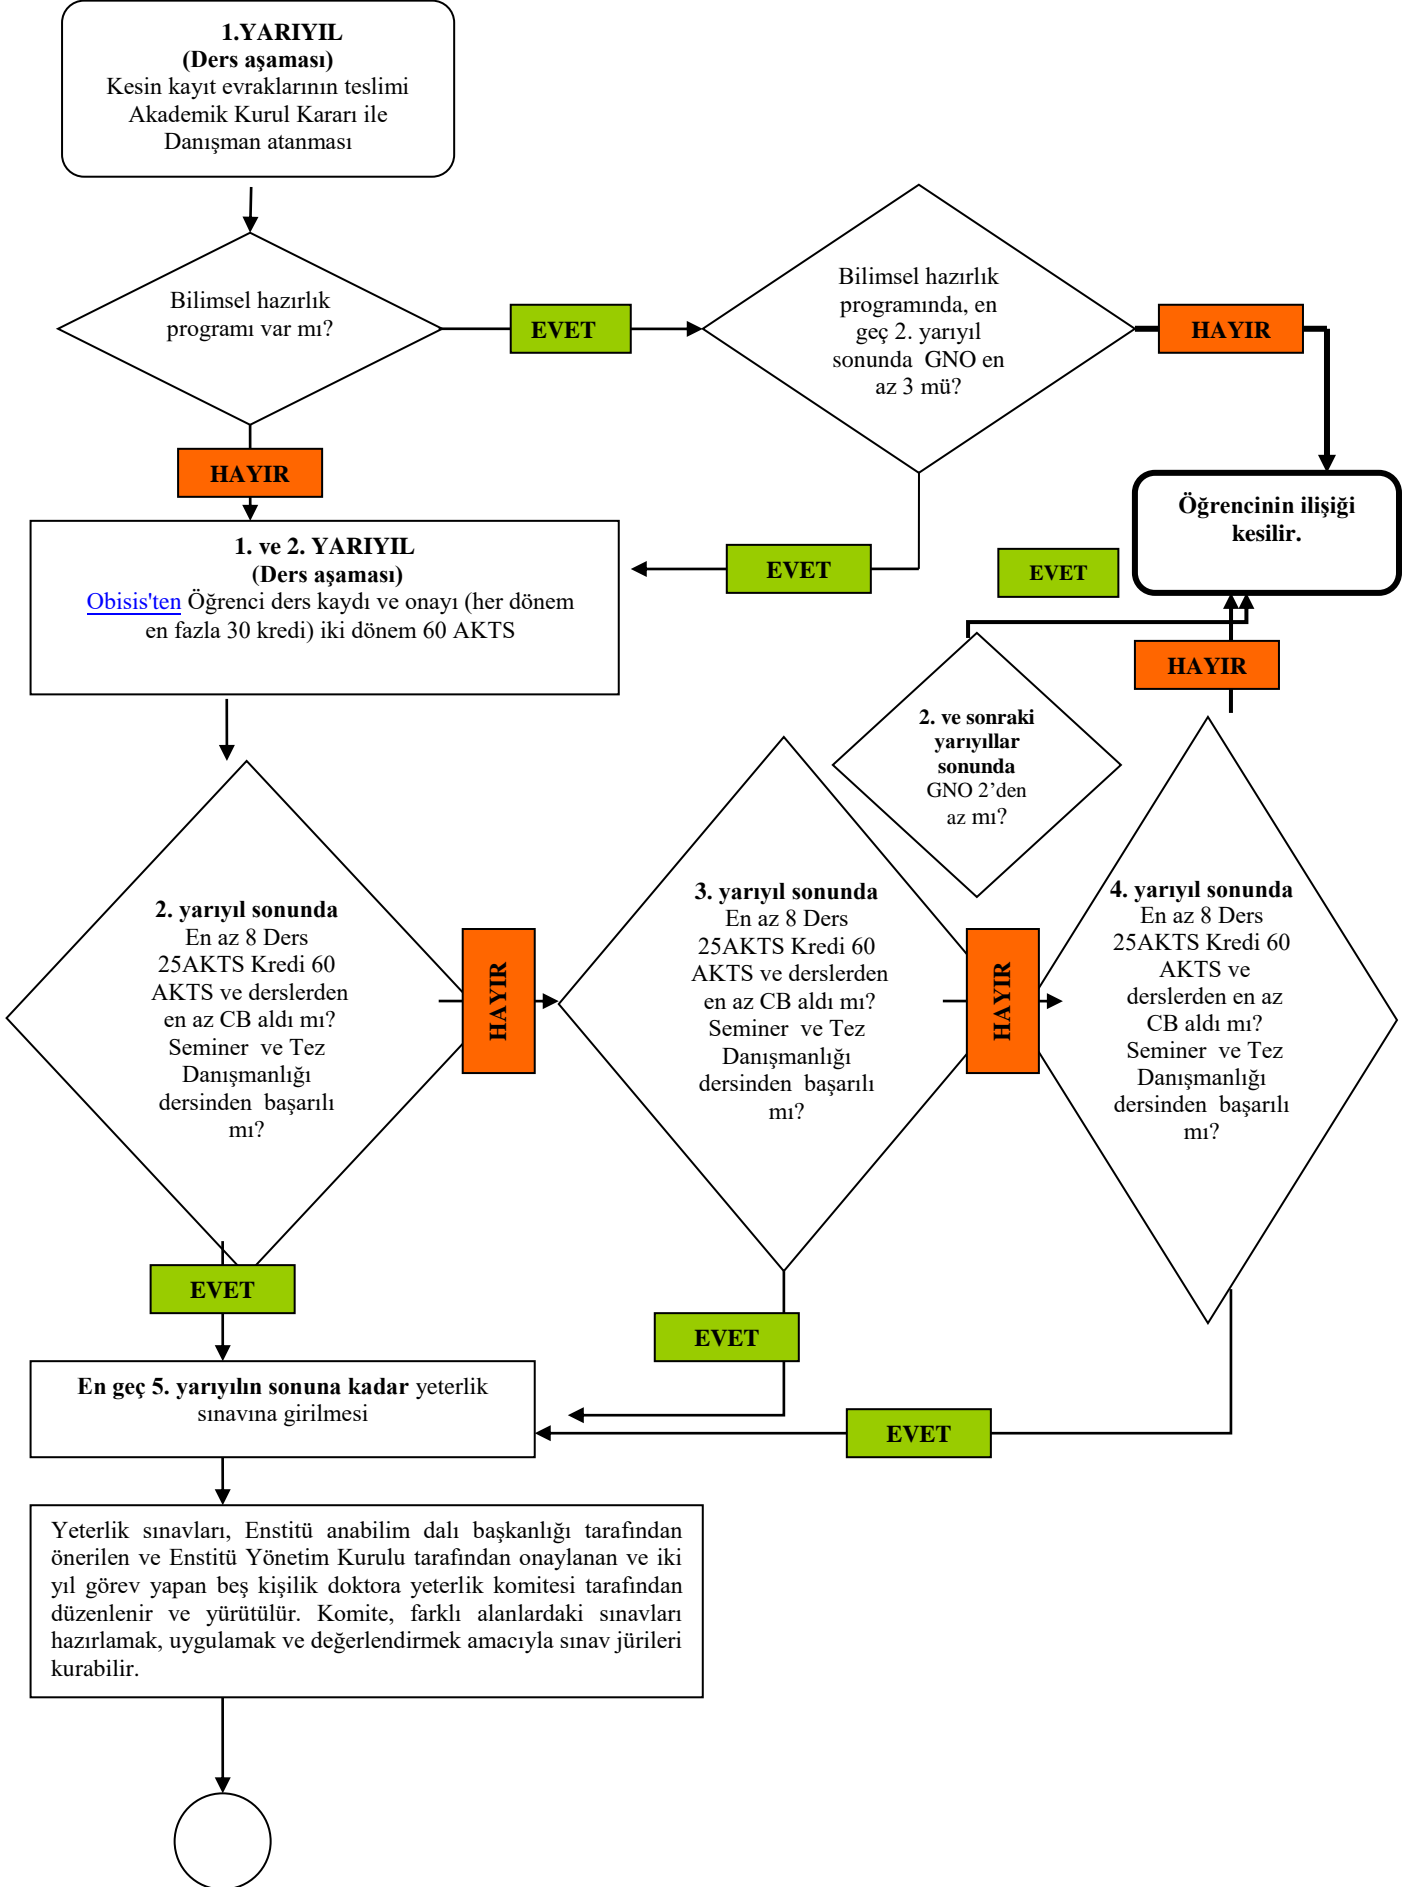 1.YARIYIL
(Ders aşaması)
Kesin kayıt evraklarının teslimi
Akademik Kurul Kararı ile
Danışman atanması
Bilimsel hazırlık
programı var mı?
EVET
Bilimsel hazırlık
programında, en
geç 2. yarıyıl
sonunda GNO en
az 3 mü?
HAYIR
HAYIR
Öğrencinin ilişiği
kesilir.
1. ve 2. YARIYIL
(Ders aşaması)
Obisis'ten Öğrenci ders kaydı ve onayı (her dönem
en fazla 30 kredi) iki dönem 60 AKTS
EVET
EVET
HAYIR
2. ve sonraki
yarıyıllar
sonunda
GNO 2’den
az mı?
2. yarıyıl sonunda
En az 8 Ders
25AKTS Kredi 60
AKTS ve derslerden
en az CB aldı mı?
Seminer ve Tez
Danışmanlığı
dersinden başarılı
mı?
HAYIR
3. yarıyıl sonunda
En az 8 Ders
25AKTS Kredi 60
AKTS ve derslerden
en az CB aldı mı?
Seminer ve Tez
Danışmanlığı
dersinden başarılı
mı?
HAYIR
4. yarıyıl sonunda
En az 8 Ders
25AKTS Kredi 60
AKTS ve
derslerden en az
CB aldı mı?
Seminer ve Tez
Danışmanlığı
dersinden başarılı
mı?
EVET
EVET
En geç 5. yarıyılın sonuna kadar yeterlik
sınavına girilmesi
EVET
Yeterlik sınavları, Enstitü anabilim dalı başkanlığı tarafından
önerilen ve Enstitü Yönetim Kurulu tarafından onaylanan ve iki
yıl görev yapan beş kişilik doktora yeterlik komitesi tarafından
düzenlenir ve yürütülür. Komite, farklı alanlardaki sınavları
hazırlamak, uygulamak ve değerlendirmek amacıyla sınav jürileri
kurabilir.